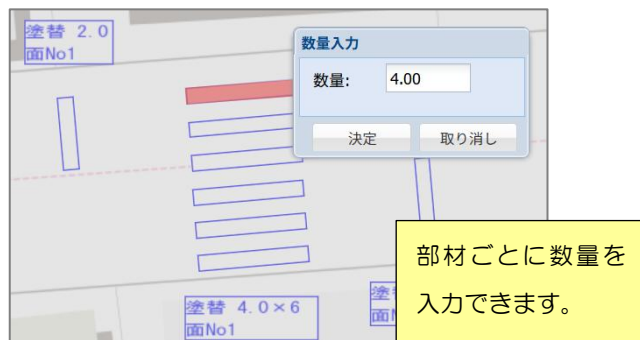 塗替 2.0
面No1
数量入力
数量: 4.00
決定 取り消し
部材ごとに数量を
入力できます。
塗替 4.0×6
面No1
塗
面